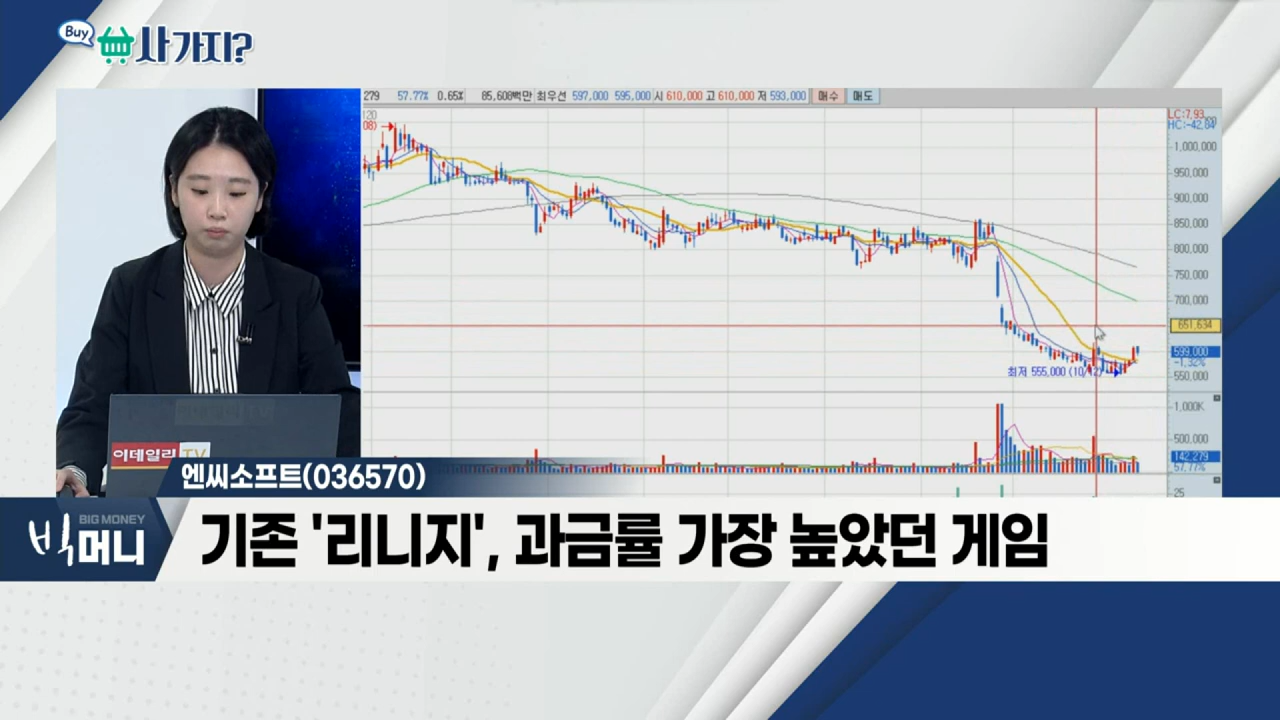 Buy
사가지?
279 57.77% 0.65% 85,608백만 최우선 597,000 595,000 시 610,000 고 610,000 저 593,000 매수 매도
120
08)
LC:7.93
HC:-42.84
1,000,000
950,000
900,000
850,000
800,000
750,000
700,000
651,634
599,000
-1.32%
550,000
최저 555,000 (10/12)
1,000K
500,000
142,279
57.77%
25
이데일리 TV
엔씨소프트(036570)
BIG MONEY
빅머니
기존 '리니지', 과금률 가장 높았던 게임